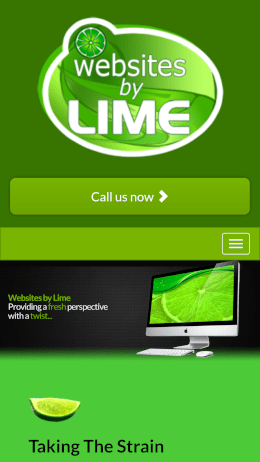 websites
by
LIME
Call us now
Websites by Lime
Providing a fresh perspective
with a twist...
Taking The Strain